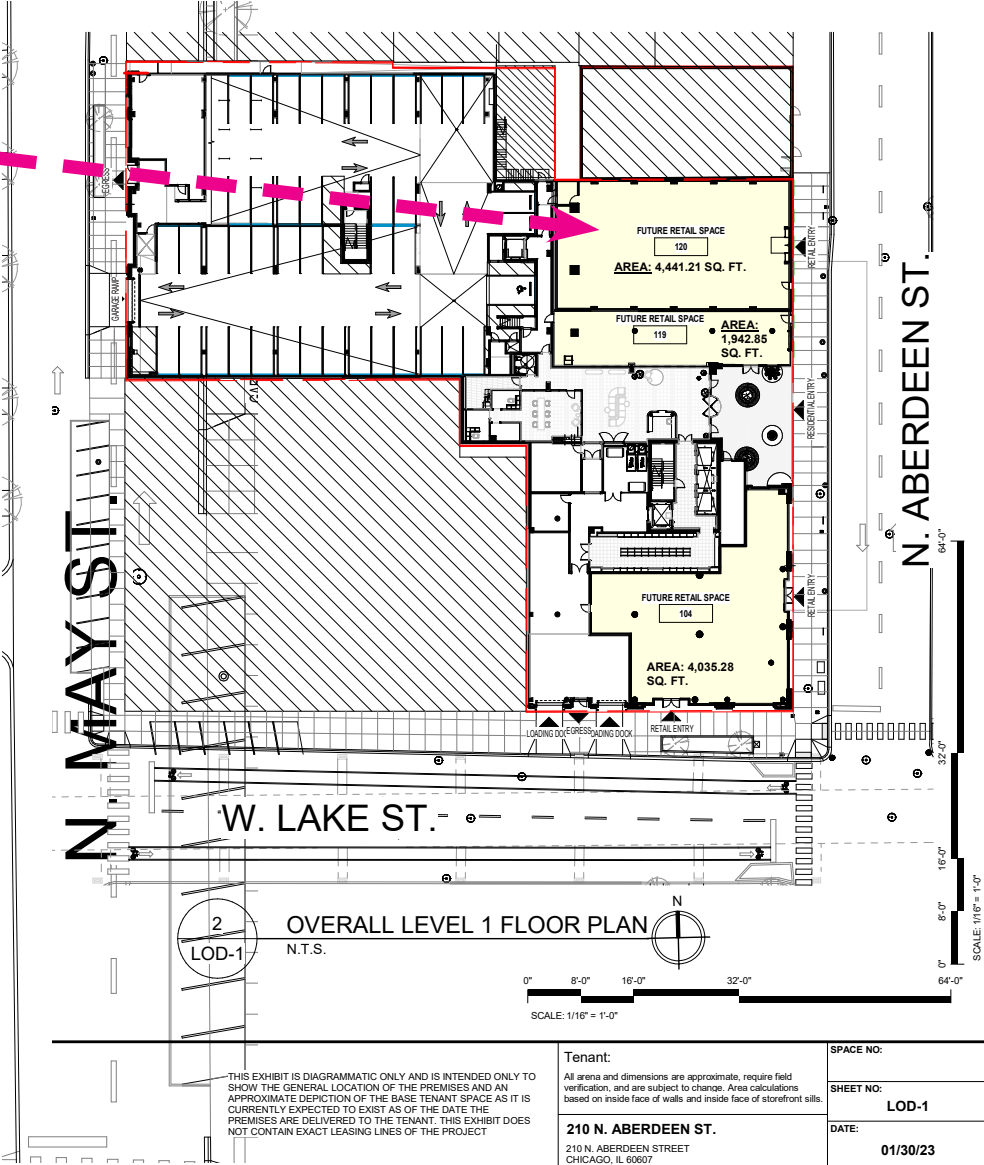 EGRESS
GARAGE RAMP
FUTURE RETAIL SPACE
120
AREA: 4,441.21 SQ. FT.
RETAIL ENTRY
FUTURE RETAIL SPACE
119
AREA:
1,942.85
SQ. FT.
RESIDENTIAL ENTRY
N. ABERDEEN ST.
FUTURE RETAIL SPACE
104
AREA: 4,035.28
SQ. FT.
RETAIL ENTRY
N. MAY ST.
LOADING DOCK
EGRESS
LOADING DOCK
RETAIL ENTRY
W. LAKE ST.
64'-0"
32'-0"
16'-0"
8'-0"
0"
SCALE: 1/16" = 1'-0"
2
LOD-1
OVERALL LEVEL 1 FLOOR PLAN
N.T.S.
N
0" 8'-0" 16'-0" 32'-0" 64'-0"
SCALE: 1/16" = 1'-0"
THIS EXHIBIT IS DIAGRAMMATIC ONLY AND IS INTENDED ONLY TO
SHOW THE GENERAL LOCATION OF THE PREMISES AND AN
APPROXIMATE DEPICTION OF THE BASE TENANT SPACE AS IT IS
CURRENTLY EXPECTED TO EXIST AS OF THE DATE THE
PREMISES ARE DELIVERED TO THE TENANT. THIS EXHIBIT DOES
NOT CONTAIN EXACT LEASING LINES OF THE PROJECT
Tenant:
All arena and dimensions are approximate, require field
verification, and are subject to change. Area calculations
based on inside face of walls and inside face of storefront sills.
210 N. ABERDEEN ST.
210 N. ABERDEEN STREET
CHICAGO, IL 60607
SPACE NO:
SHEET NO:
LOD-1
DATE:
01/30/23